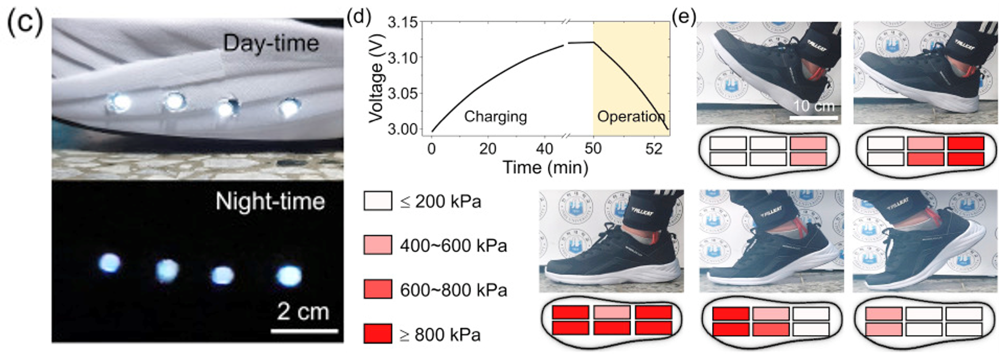 (c)
Day-time
Night-time
2 cm
(d)
3.15
3.10
3.05
3.00
Voltage (V)
Charging
Operation
0
20
40
50
52
Time (min)
≤ 200 kPa
400~600 kPa
600~800 kPa
≥ 800 kPa
(e)
10 cm